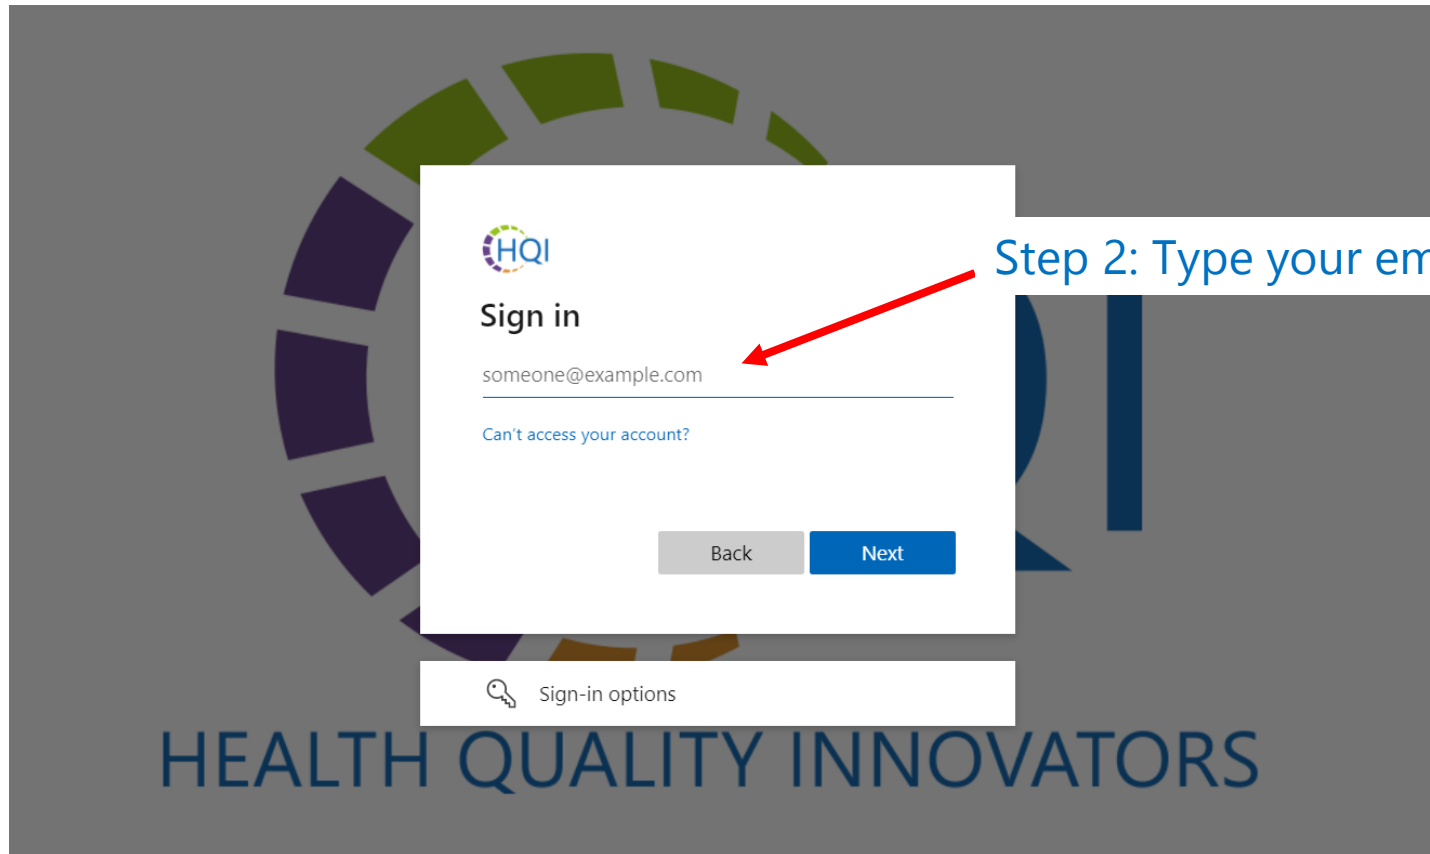 HQI
Step 2: Type your em
Sign in
someone@example.com
Can't access your account?
Back
Next
Sign-in options
HEALTH QUALITY INNOVATORS